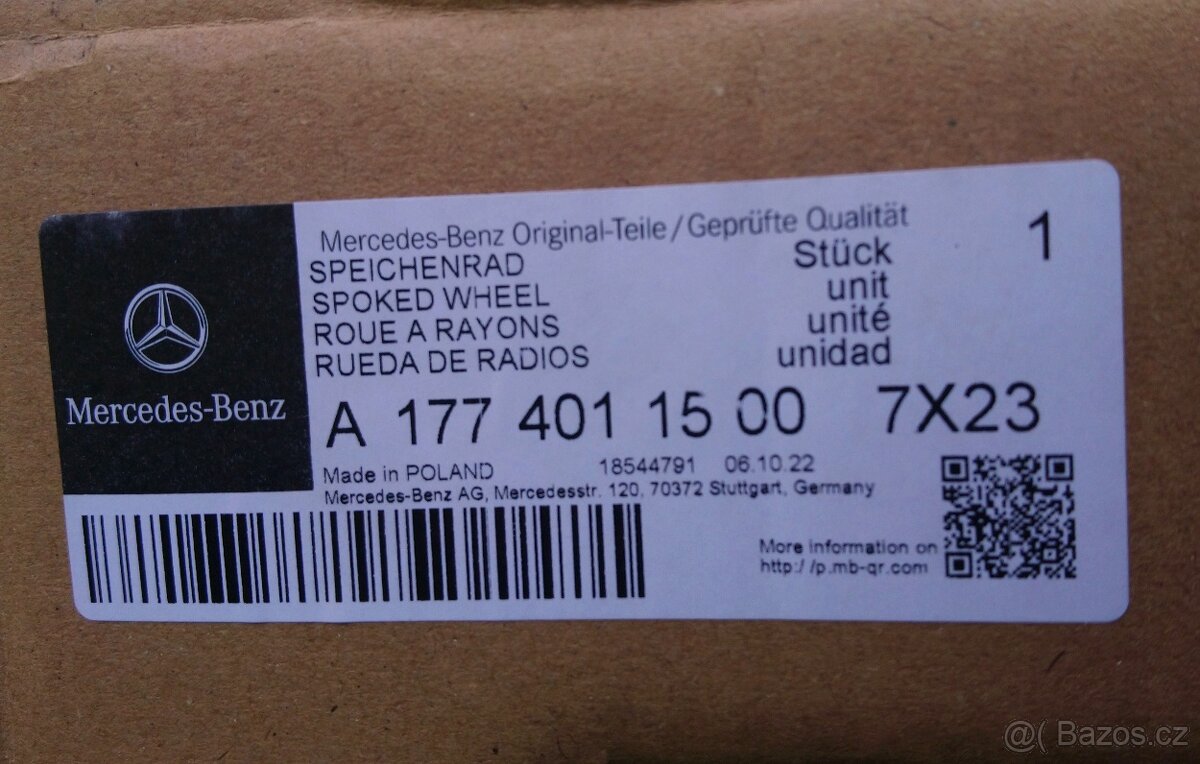 Mercedes-Benz Original-Teile/Geprüfte Qualität
SPEICHENRAD Stück 1
SPOKED WHEEL unit
ROUE A RAYONS unité
RUEDA DE RADIOS unidad
Mercedes-Benz
A 177 401 15 00 7X23
Made in POLAND 18544791 06.10.22
Mercedes-Benz AG, Mercedesstr. 120, 70372 Stuttgart, Germany
More information on
http://p.mb-qr.com
@( Bazos.cz